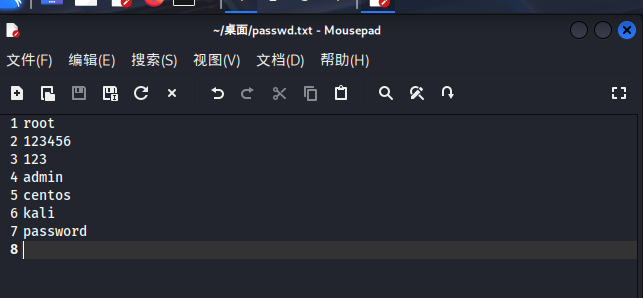 ~/桌面/passwd.txt - Mousepad
文件(F) 编辑(E) 搜索(S) 视图(V) 文档(D) 帮助(H)
1 root
2 123456
3 123
4 admin
5 centos
6 kali
7 password
8